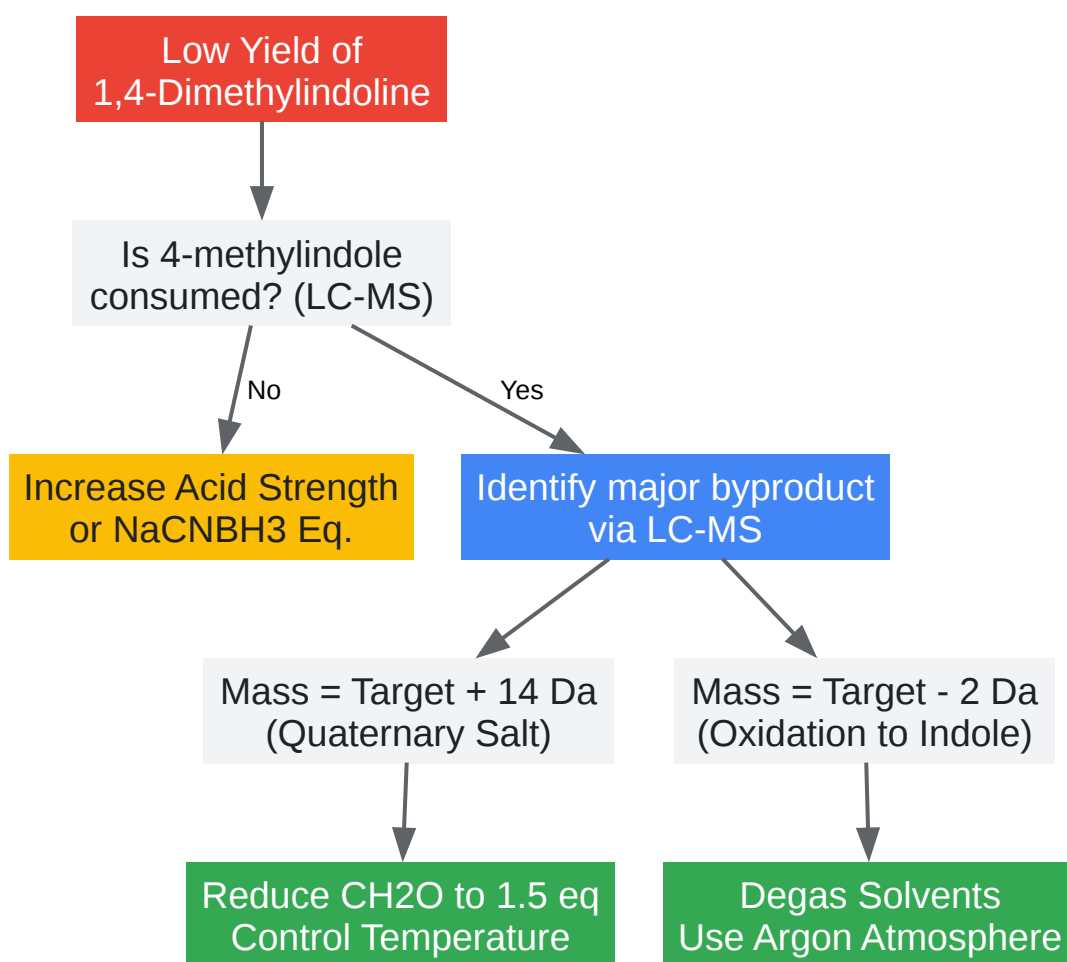 Low Yield of
1,4-Dimethylindoline
Is 4-methylindole
consumed? (LC-MS)
No
Yes
Increase Acid Strength
or NaCNBH3 Eq.
Identify major byproduct
via LC-MS
Mass = Target + 14 Da
(Quaternary Salt)
Mass = Target - 2 Da
(Oxidation to Indole)
Reduce CH2O to 1.5 eq
Control Temperature
Degas Solvents
Use Argon Atmosphere